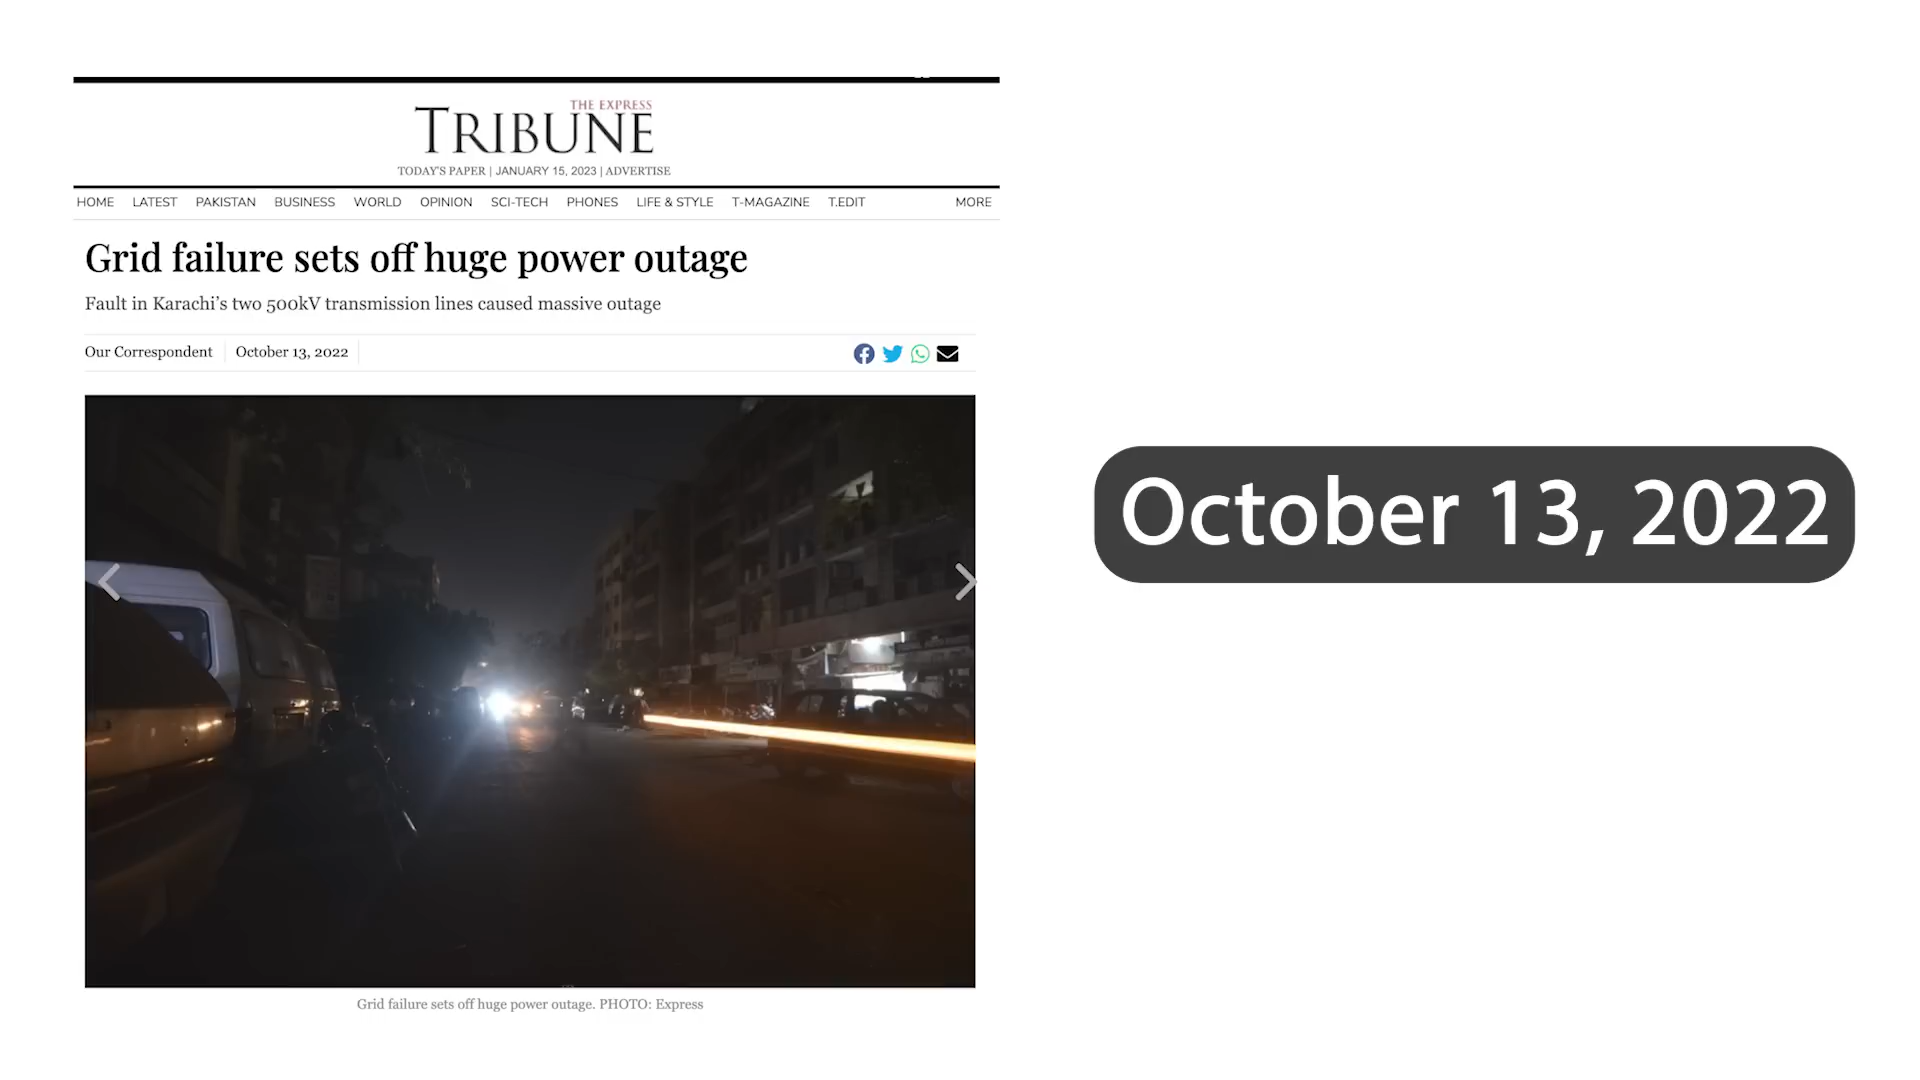 THE EXPRESS
TRIBUNE
TODAY'S PAPER | JANUARY 15, 2023 | ADVERTISE
HOME LATEST PAKISTAN BUSINESS WORLD OPINION SCI-TECH PHONES LIFE & STYLE T-MAGAZINE T.EDIT MORE
Grid failure sets off huge power outage
Fault in Karachi's two 500kV transmission lines caused massive outage
Our Correspondent October 13, 2022
Grid failure sets off huge power outage. PHOTO: Express
October 13, 2022